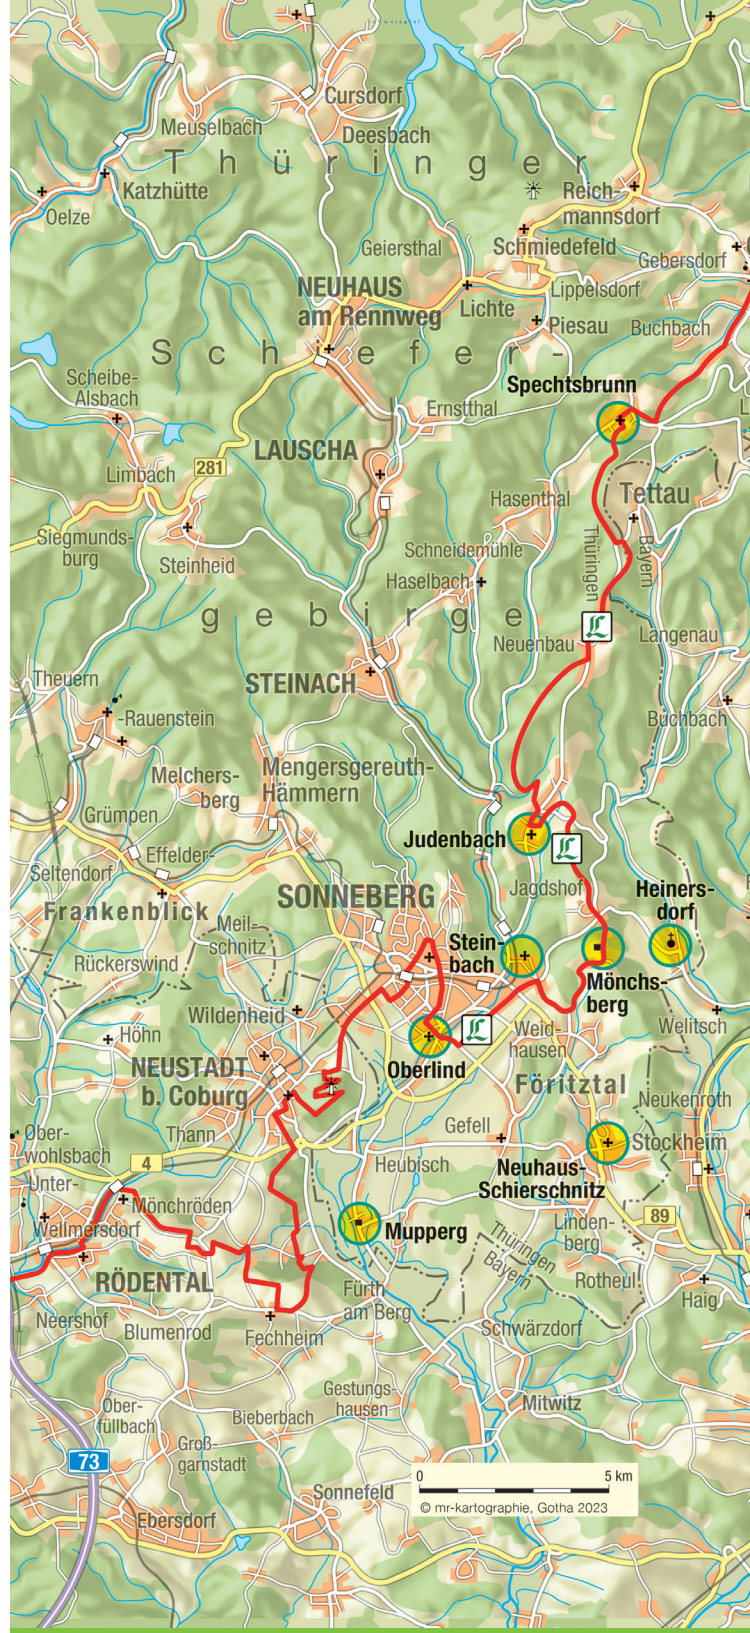 Schwarzatal
Cursdorf
Meuselbach
Deesbach
Thüringer
Katzhütte
Reich-
mannsdorf
Oelze
Geiersthal
Schmiedefeld
Gebersdorf
NEUHAUS
am Rennweg
Lichte
Lippelsdorf
Piesau
Buchbach
Schiefer-
Scheibe-
Alsbach
Spechtsbrunn
Ernstthal
LAUSCHA
Limbach
281
Hasenthal
Tettau
Siegmunds-
burg
Steinheid
Schneidemühle
Haselbach
Thüringen
Bayern
gebirge
Neuenbau
L
Langenau
Theuern
STEINACH
-Rauenstein
Buchbach
Melchers-
berg
Mengersgereuth-
Hämmern
Grümpen
Judenbach
L
Effelder-
Seltendorf
Jagdshof
Heiners-
dorf
SONNEBERG
Frankenblick
Meil-
schnitz
Stein-
bach
Rückerswind
Mönchs-
berg
Wildenheid
Welitsch
Höhn
L
Weid-
hausen
NEUSTADT
b. Coburg
Oberlind
Föritztal
Neukenroth
Ober-
wohlsbach
Thann
Gefell
Stockheim
4
Heubisch
Neuhaus-
Schierschnitz
Unter-
Mönchröden
Wellmersdorf
Mupperg
Linden-
berg
89
Thüringen
Bayern
RÖDENTAL
Rotheul
Fürth
am Berg
Haig
Neershof
Blumenrod
Fechheim
Schwärzdorf
Gestungs-
hausen
Ober-
füllbach
Bieberbach
Mitwitz
Groß-
garnstadt
73
0 5 km
© mr-kartographie, Gotha 2023
Sonnefeld
Ebersdorf